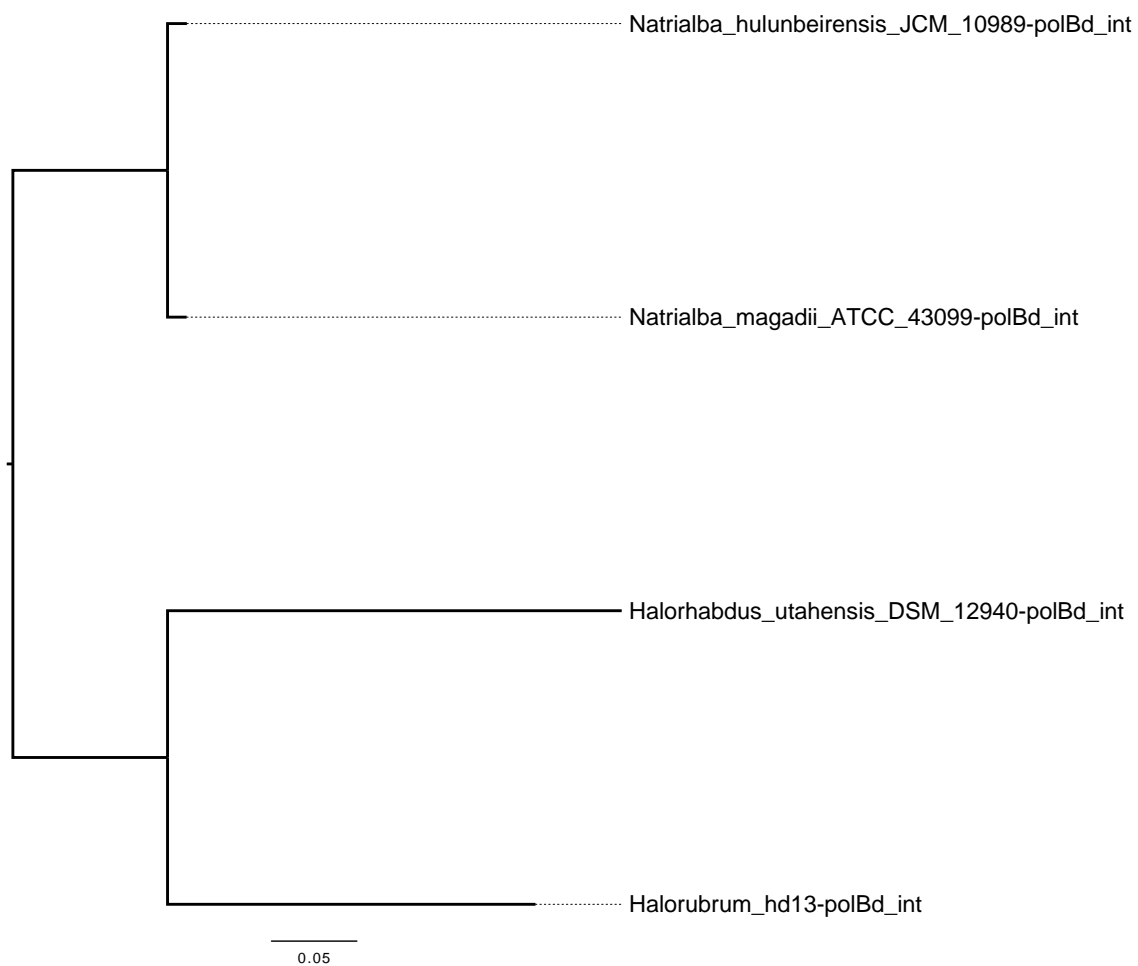 Natrialba_hulunbeirensis_JCM_10989-polBd_int
Natrialba_magadii_ATCC_43099-polBd_int
Halorhabdus_utahensis_DSM_12940-polBd_int
Halorubrum_hd13-polBd_int
0.05